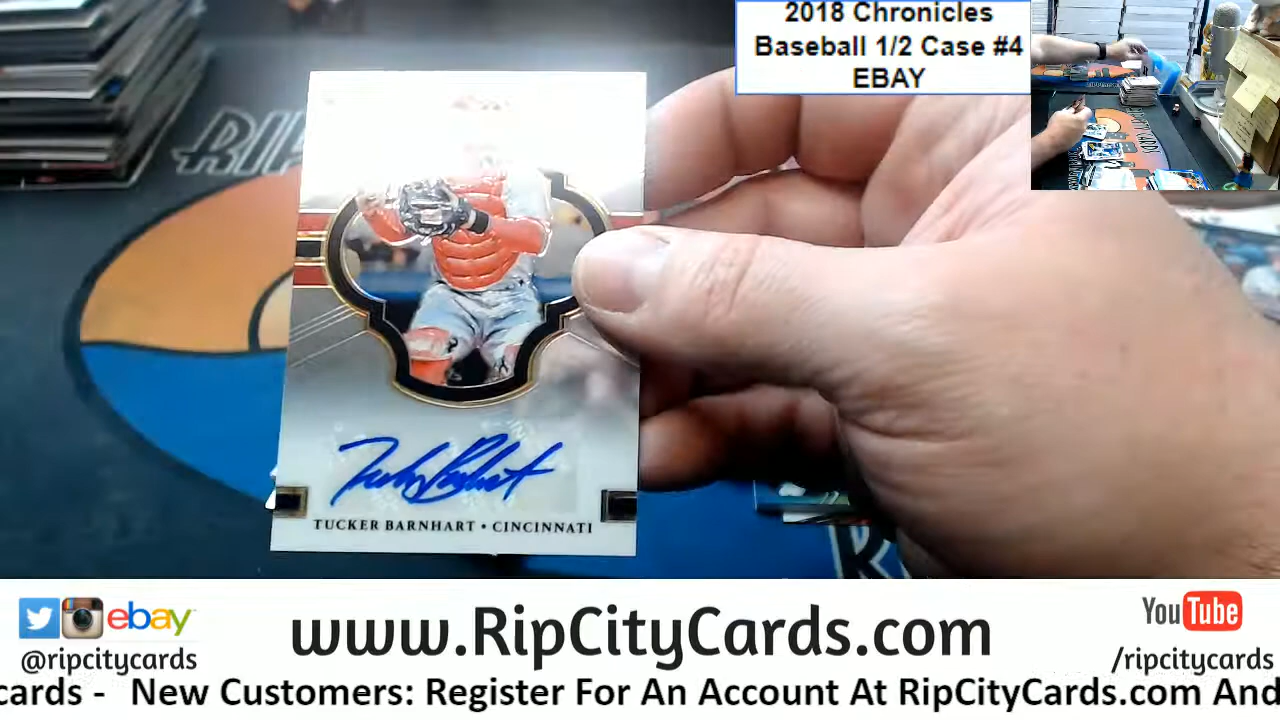 2018 Chronicles
Baseball 1/2 Case #4
EBAY
RIP
TUCKER BARNHART • CINCINNATI
ebay
@ripcitycards
www.RipCityCards.com
YouTube
/ripcitycards
cards - New Customers: Register For An Account At RipCityCards.com And